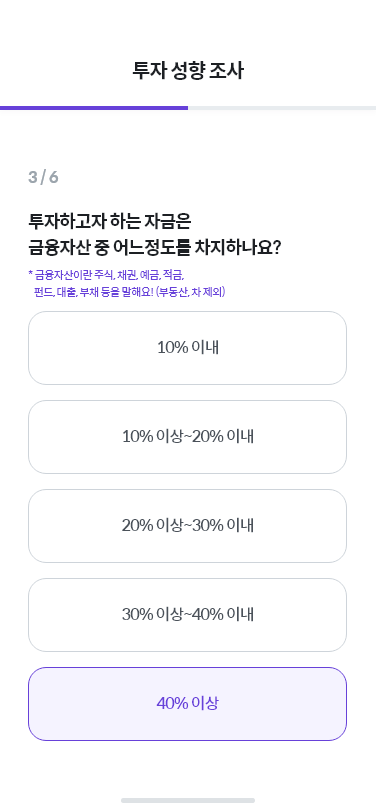 투자 성향 조사
3 / 6
투자하고자 하는 자금은
금융자산 중 어느정도를 차지하나요?
* 금융자산이란 주식, 채권, 예금, 적금,
펀드, 대출, 부채 등을 말해요! (부동산, 차 제외)
10% 이내
10% 이상~20% 이내
20% 이상~30% 이내
30% 이상~40% 이내
40% 이상